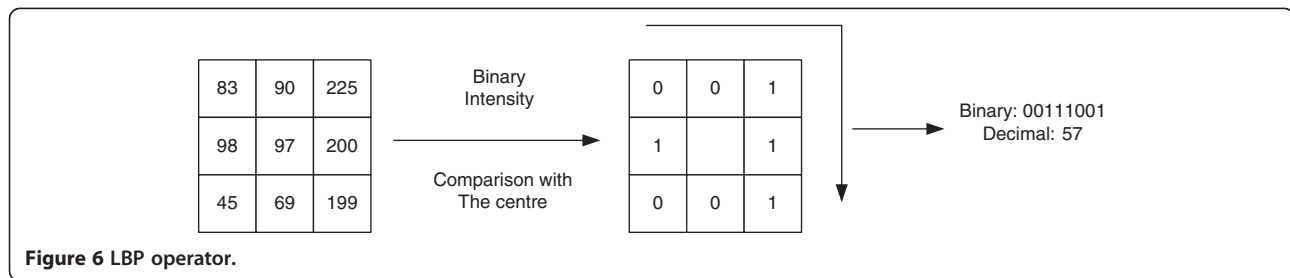 83 90 225
98 97 200
45 69 199
Binary
Intensity
Comparison with
The centre
0 0 1
1 1
0 0 1
Binary: 00111001
Decimal: 57
Figure 6 LBP operator.